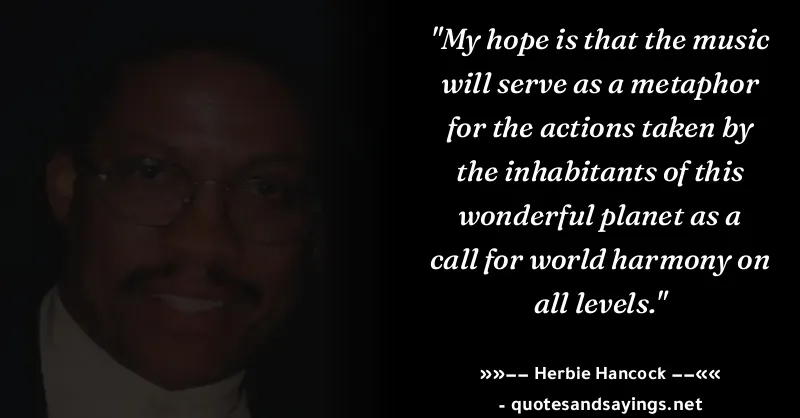 "My hope is that the music
will serve as a metaphor
for the actions taken by
the inhabitants of this
wonderful planet as a
call for world harmony on
all levels."
»»−− Herbie Hancock −−««
- quotesandsayings.net